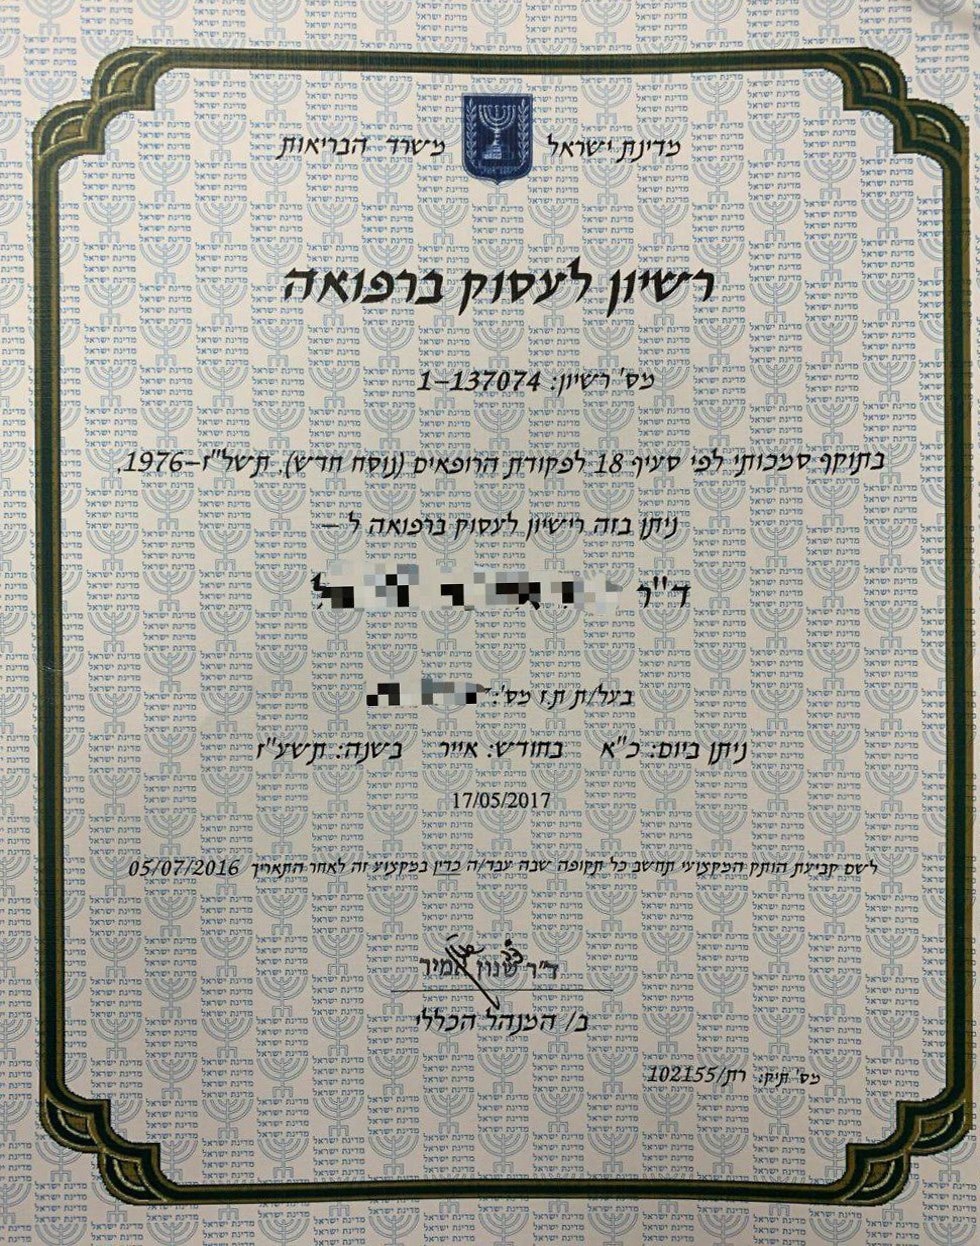 מדינת ישראל משרד הבריאות
רשיון לעסוק ברפואה
מס' רשיון: 1-137074
בתוקף סמכותי לפי סעיף 18 לפקודת הרופאים (נוסח חדש), תשל"ז-1976,
ניתן בזה רישיון לעסוק ברפואה ל –
ד"ר
בעל/ת ת.ז מס':
ניתן ביום: כ"א בחודש: אייר בשנה: תשע"ז
17/05/2017
לשם קביעת הותק המקצועי תחשב כל תקופה שבה עבד/ה כדין במקצוע זה לאחר התאריך 05/07/2016
ד"ר אמיר
ב/ המנהל הכללי
מס' תיק: רת/102155